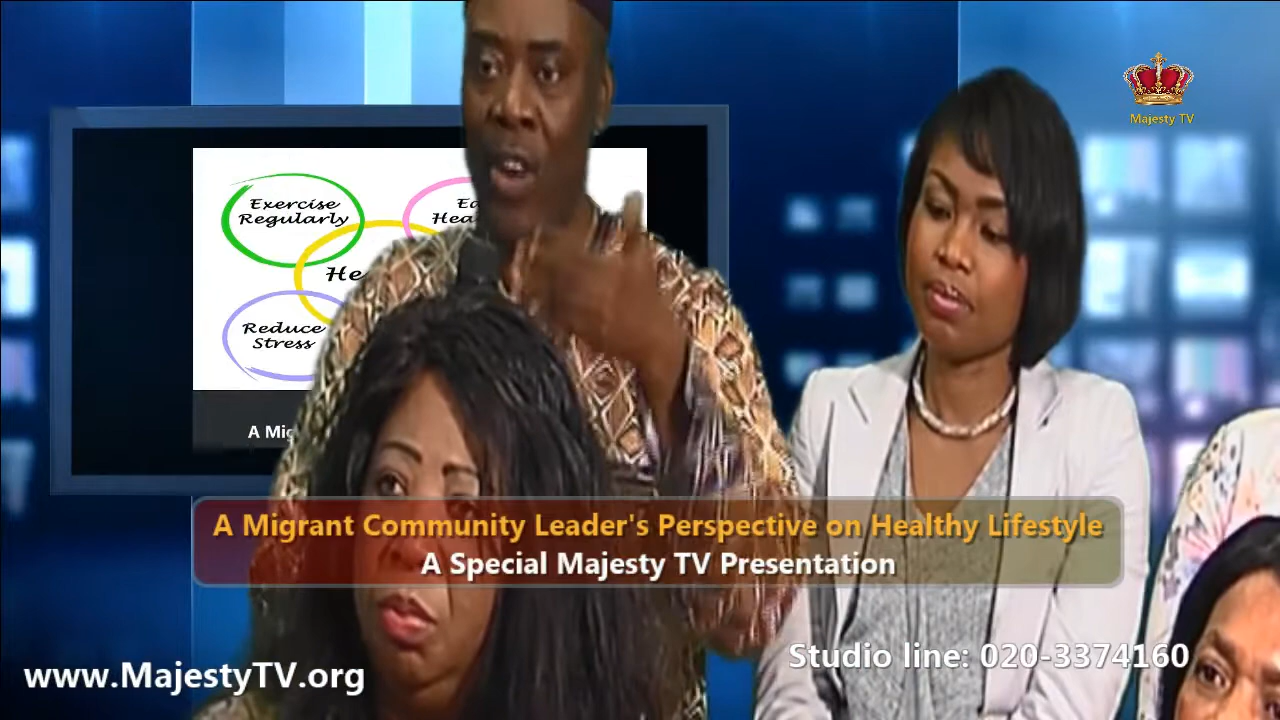 Majesty TV
Exercise
Regularly
Reduce
Stress
A Migrant Community Leader's Perspective on Healthy Lifestyle
A Special Majesty TV Presentation
Studio line: 020-3374160
www.MajestyTV.org